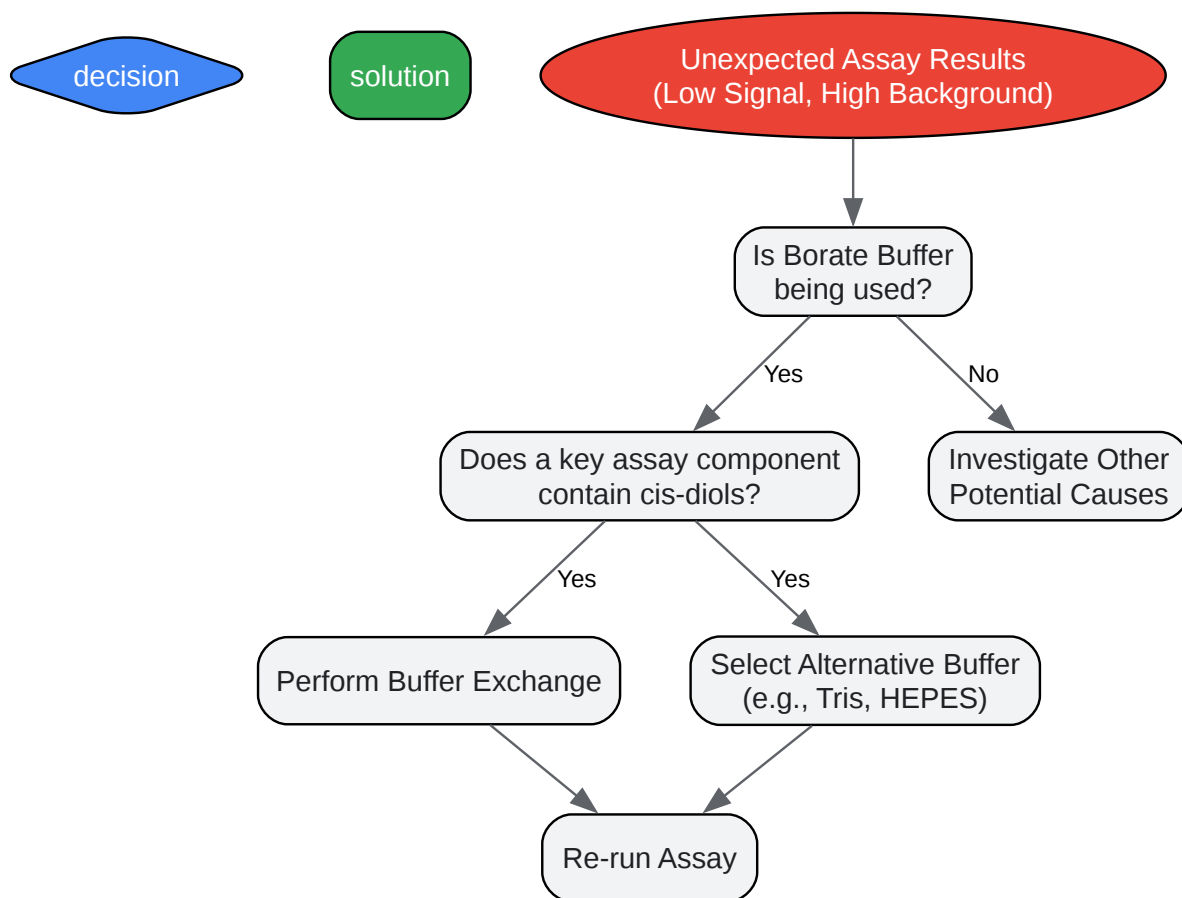 decision
solution
Unexpected Assay Results
(Low Signal, High Background)
Is Borate Buffer
being used?
Yes
No
Does a key assay component
contain cis-diols?
Investigate Other
Potential Causes
Yes
Yes
Perform Buffer Exchange
Select Alternative Buffer
(e.g., Tris, HEPES)
Re-run Assay